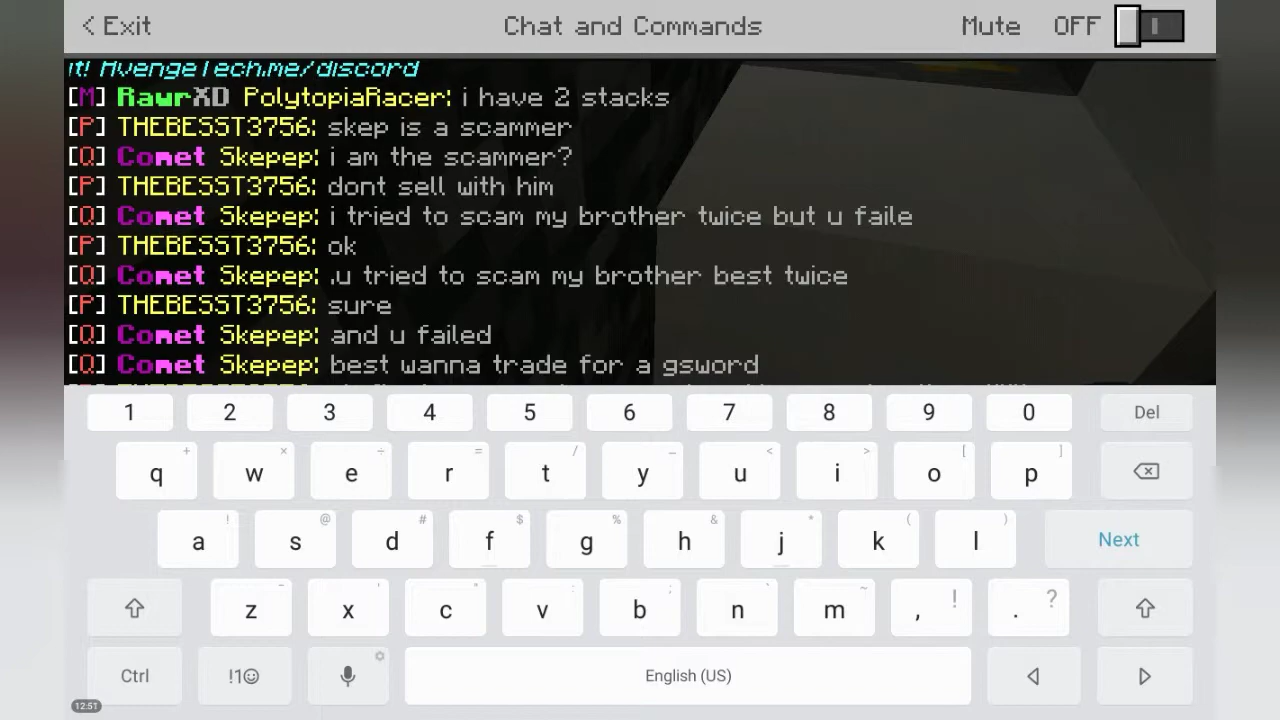 < Exit
Chat and Commands
Mute OFF
it! AvengeTech.me/discord
[M] RawrXD PolytopiaRacer: i have 2 stacks
[P] THEBESST3756: skep is a scammer
[Q] Comet Skepep: i am the scammer?
[P] THEBESST3756: dont sell with him
[Q] Comet Skepep: i tried to scam my brother twice but u faile
[P] THEBESST3756: ok
[Q] Comet Skepep: .u tried to scam my brother best twice
[P] THEBESST3756: sure
[Q] Comet Skepep: and u failed
[Q] Comet Skepep: best wanna trade for a gsword
1 2 3 4 5 6 7 8 9 0 Del
+ × ÷ = / _ < > [ ]
q w e r t y u i o p
! @ # $ % & * ( )
a s d f g h j k l Next
- ' " : ; ` ~ ! ?
z x c v b n m , .
Ctrl !1☺ English (US)
12:51